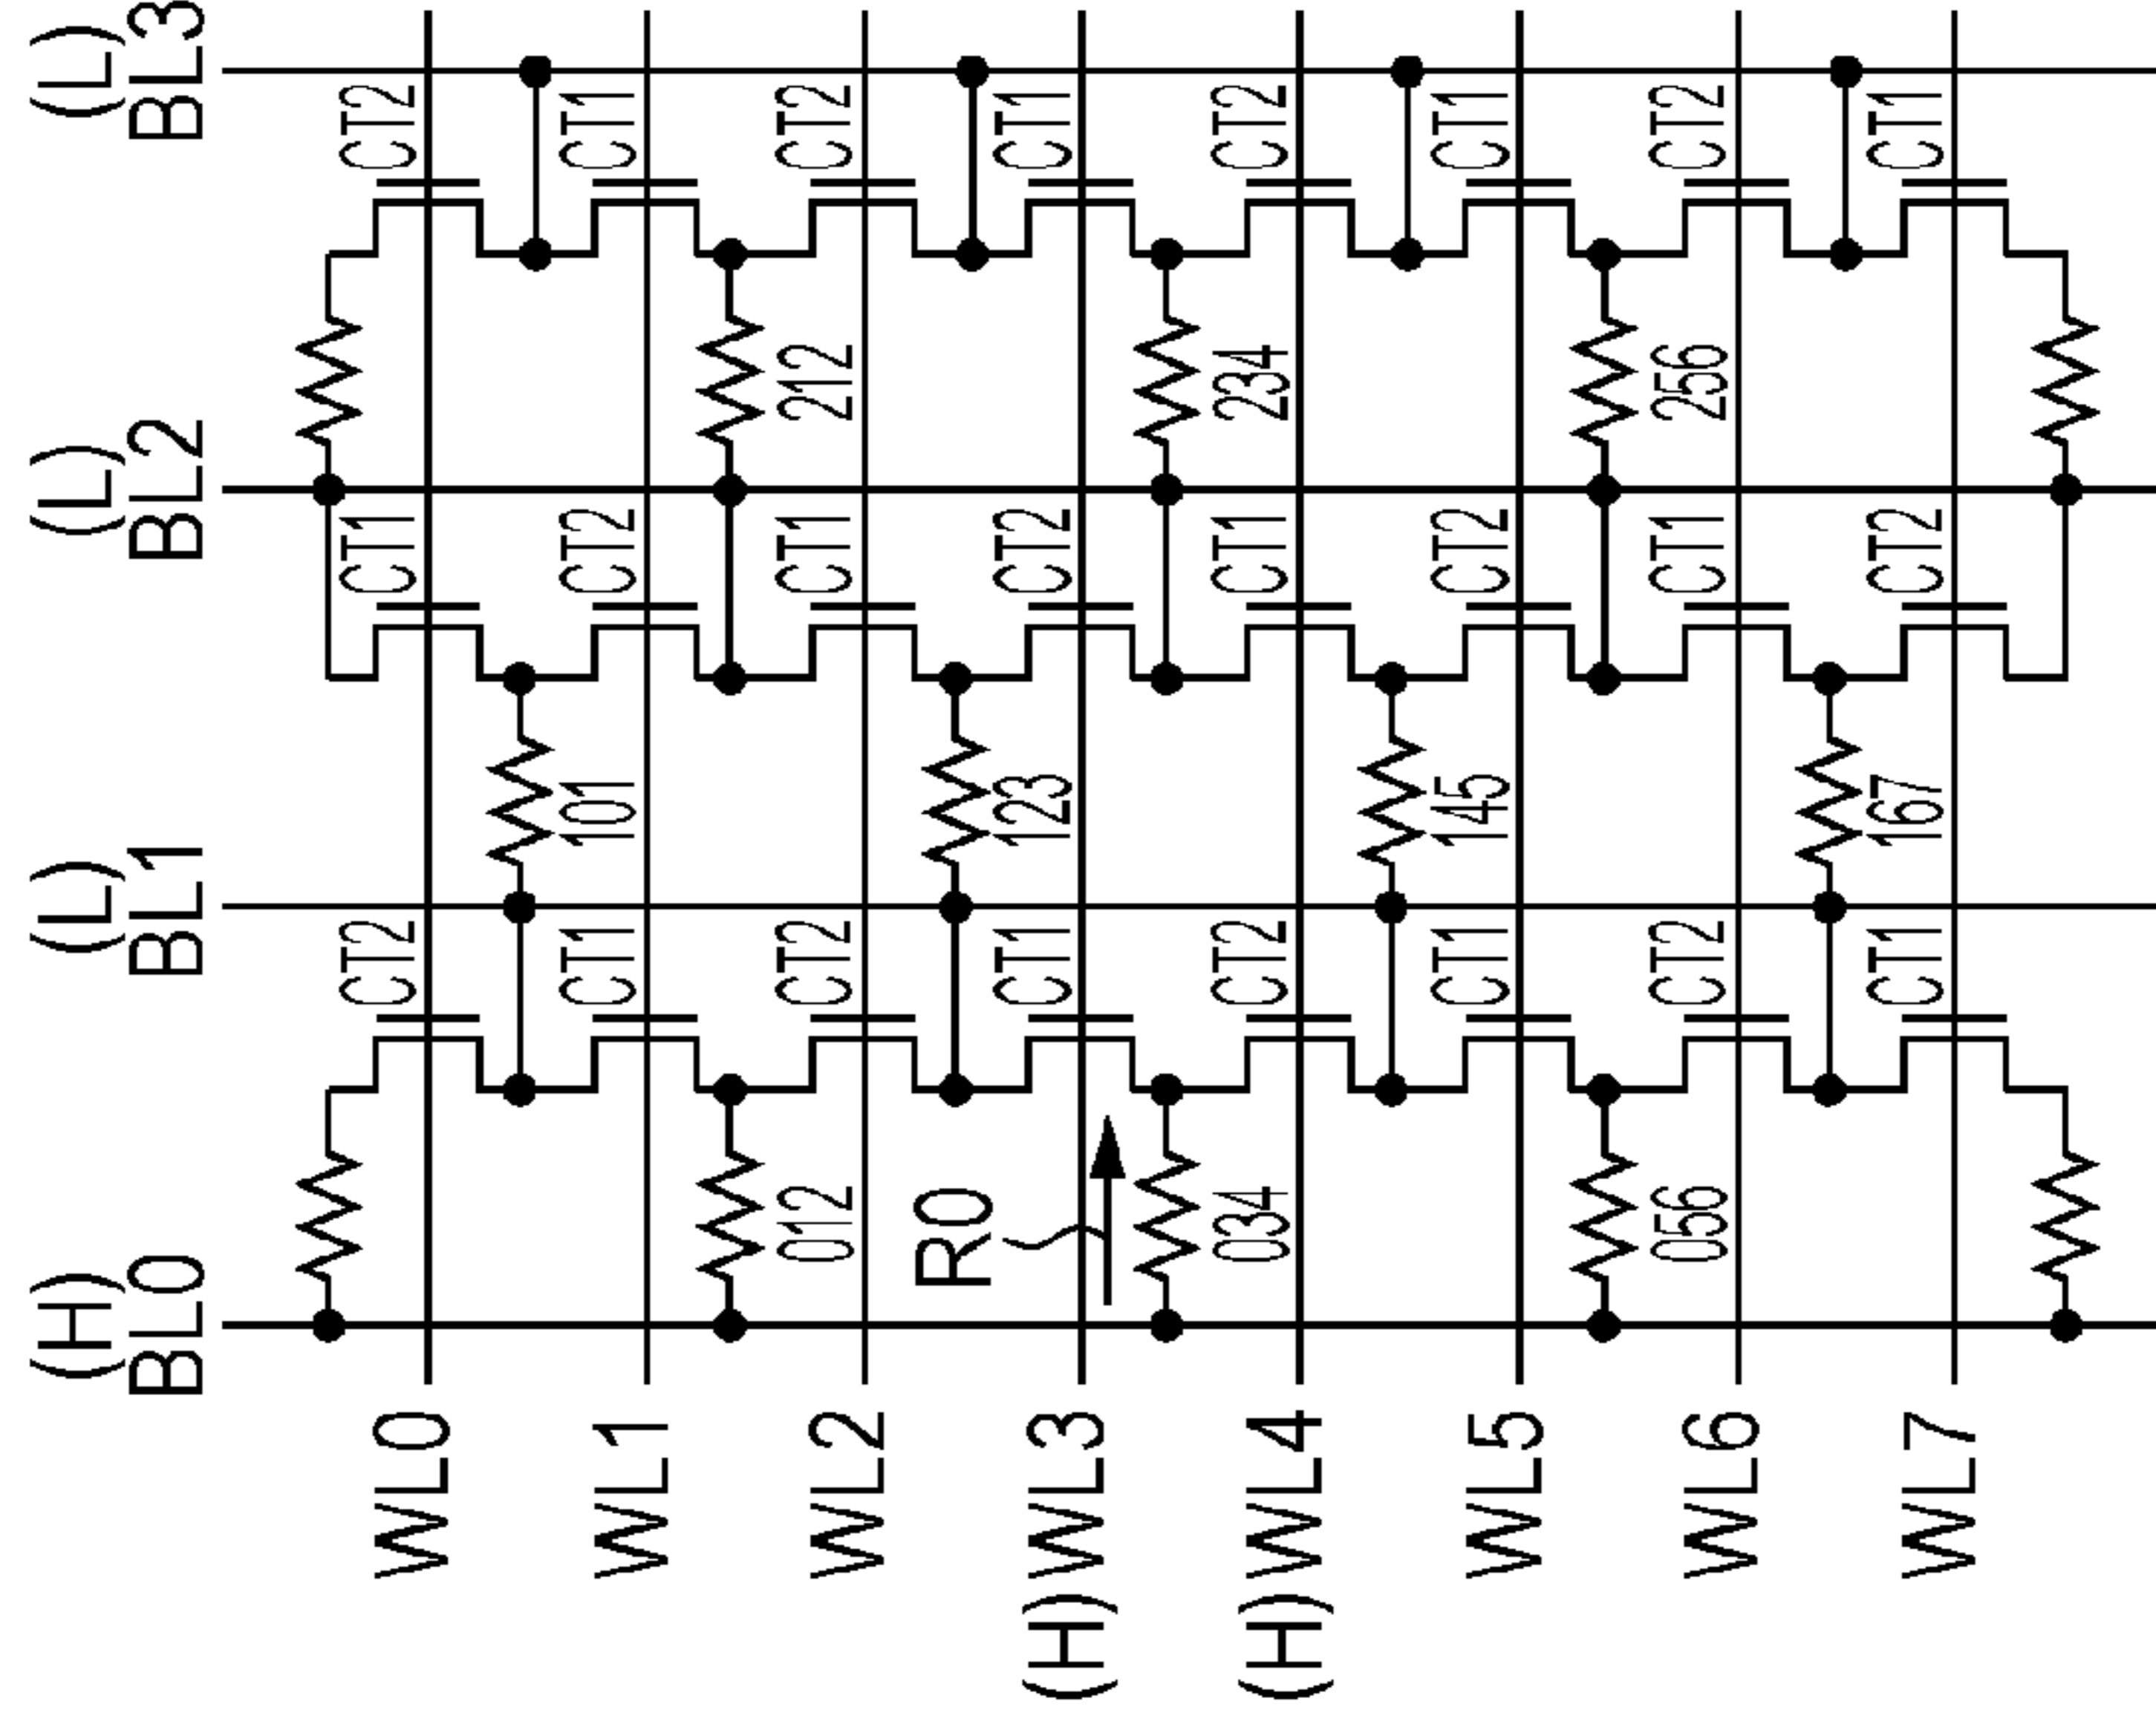 (H) (L) (L) (L)
BL0 BL1 BL2 BL3
WL0 CT2 CT1 CT2
WL1 CT1 101 CT2 CT1
WL2 012 CT2 CT1 212 CT2
R0
(H)WL3 CT1 123 CT2 CT1
(H)WL4 034 CT2 CT1 234 CT2
WL5 CT1 145 CT2 CT1
WL6 056 CT2 CT1 256 CT2
WL7 CT1 167 CT2 CT1